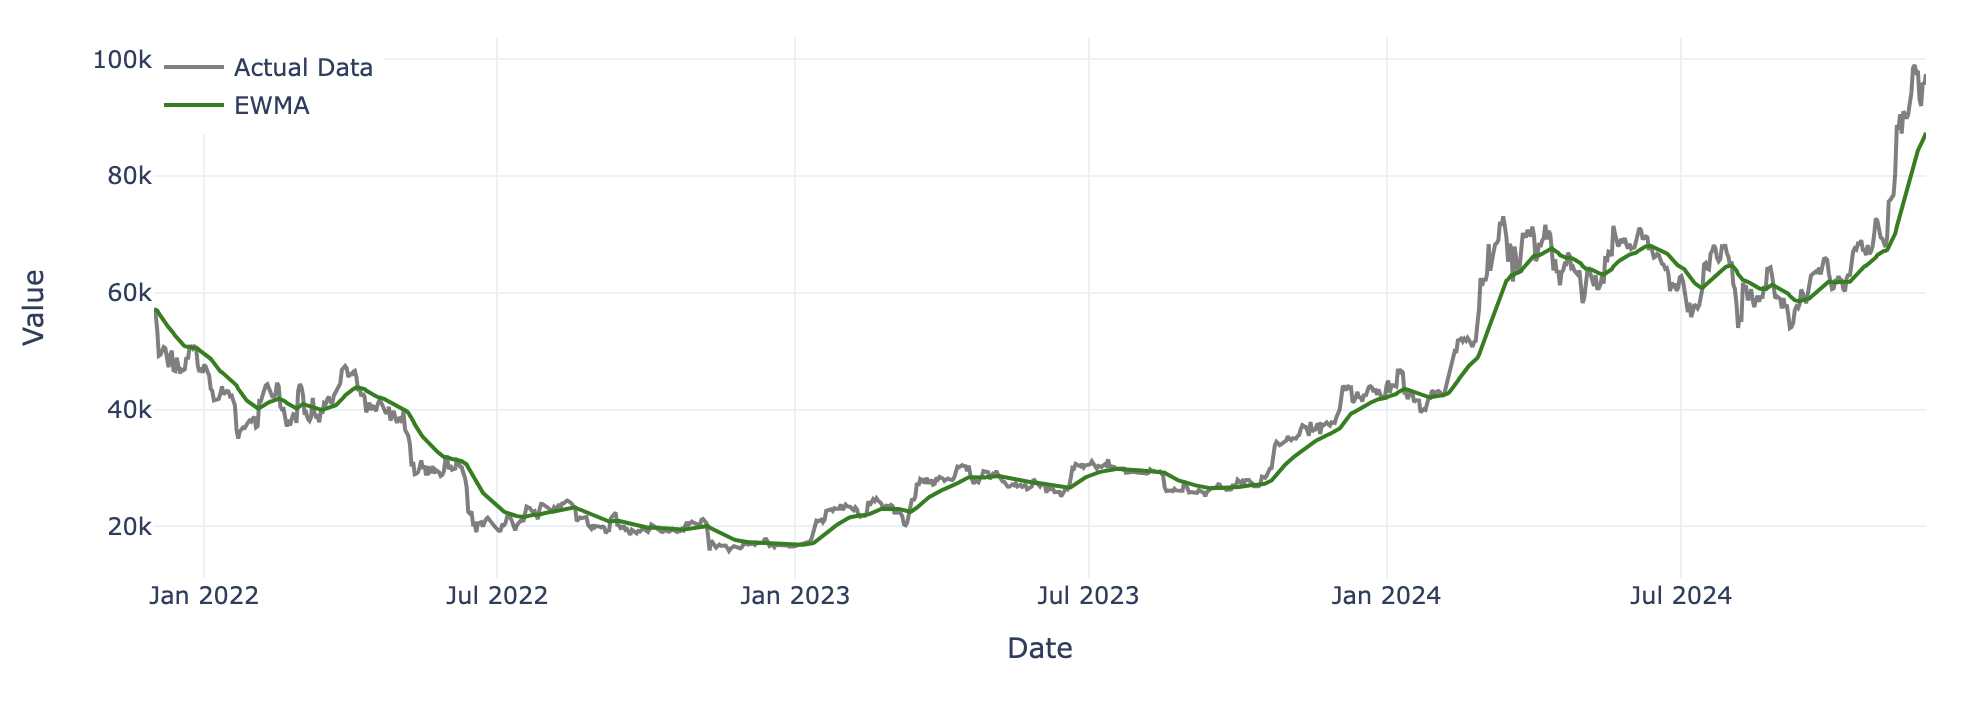 100k
80k
60k
40k
20k
Value
Actual Data
EWMA
Jan 2022
Jul 2022
Jan 2023
Jul 2023
Jan 2024
Jul 2024
Date